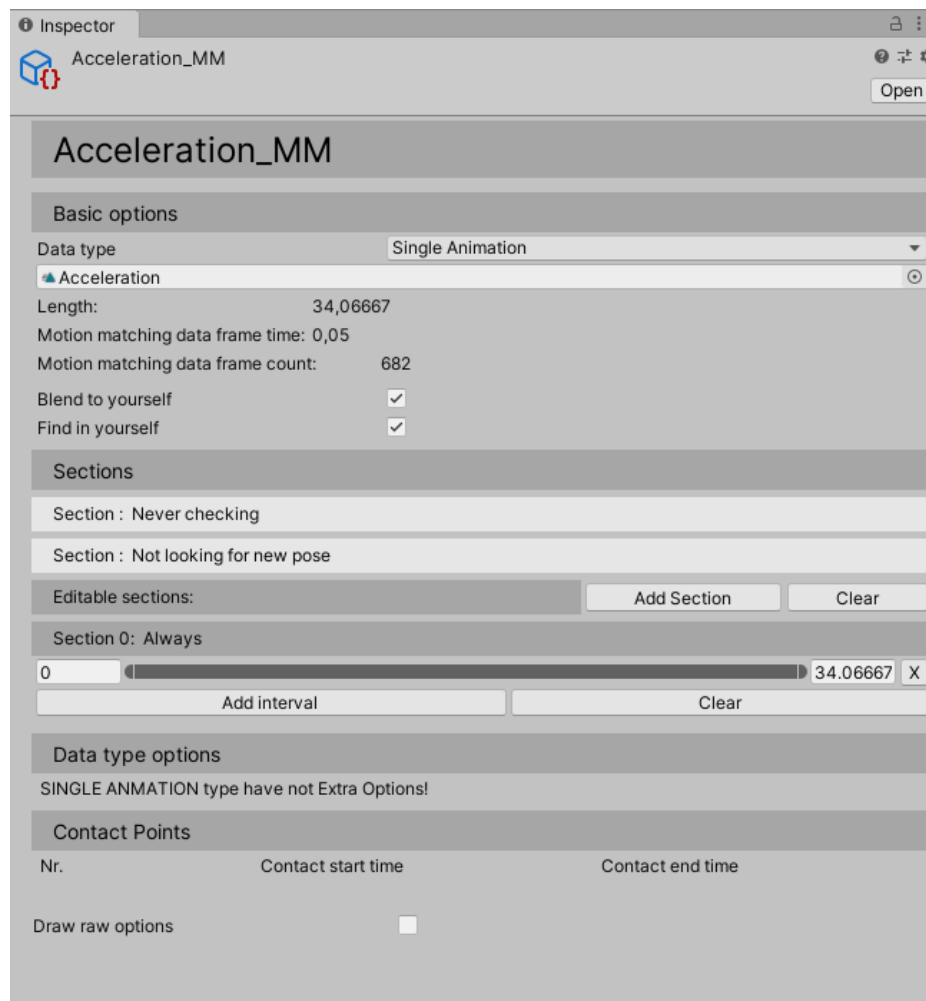 Inspector
Acceleration_MM
Open
Acceleration_MM
Basic options
Data type Single Animation
Acceleration
Length: 34,06667
Motion matching data frame time: 0,05
Motion matching data frame count: 682
Blend to yourself
Find in yourself
Sections
Section : Never checking
Section : Not looking for new pose
Editable sections: Add Section Clear
Section 0: Always
0 34.06667 X
Add interval Clear
Data type options
SINGLE ANMATION type have not Extra Options!
Contact Points
Nr. Contact start time Contact end time
Draw raw options